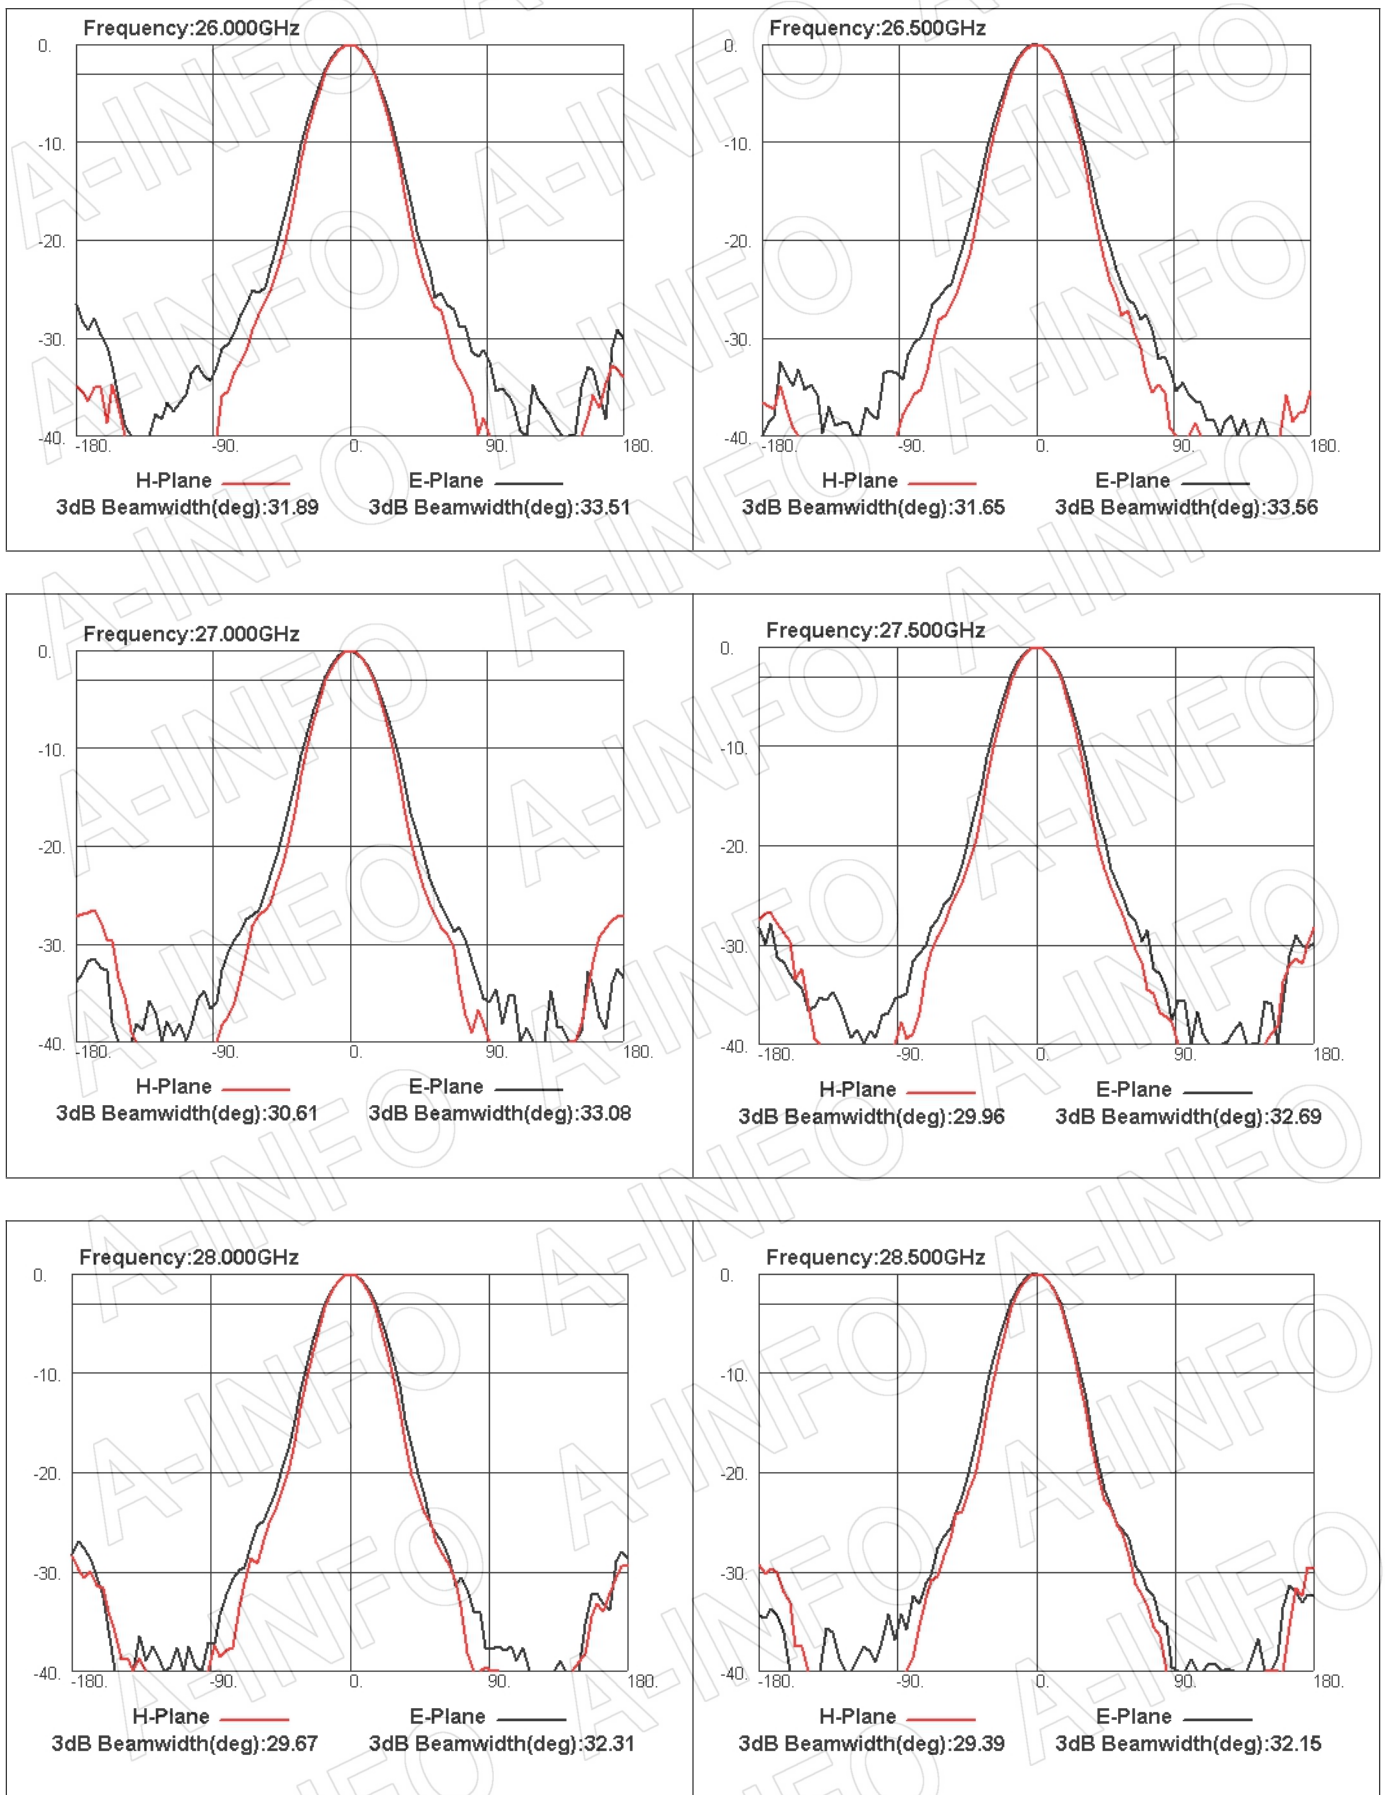 Frequency:26.000GHz
0.
-10.
-20.
-30.
-40.
-180.
-90.
0.
90.
180.
H-Plane
E-Plane
3dB Beamwidth(deg):31.89
3dB Beamwidth(deg):33.51
Frequency:26.500GHz
0.
-10.
-20.
-30.
-40.
-180.
-90.
0.
90.
180.
H-Plane
E-Plane
3dB Beamwidth(deg):31.65
3dB Beamwidth(deg):33.56
Frequency:27.000GHz
0.
-10.
-20.
-30.
-40.
-180.
-90.
0.
90.
180.
H-Plane
E-Plane
3dB Beamwidth(deg):30.61
3dB Beamwidth(deg):33.08
Frequency:27.500GHz
0.
-10.
-20.
-30.
-40.
-180.
-90.
0.
90.
180.
H-Plane
E-Plane
3dB Beamwidth(deg):29.96
3dB Beamwidth(deg):32.69
Frequency:28.000GHz
0.
-10.
-20.
-30.
-40.
-180.
-90.
0.
90.
180.
H-Plane
E-Plane
3dB Beamwidth(deg):29.67
3dB Beamwidth(deg):32.31
Frequency:28.500GHz
0.
-10.
-20.
-30.
-40.
-180.
-90.
0.
90.
180.
H-Plane
E-Plane
3dB Beamwidth(deg):29.39
3dB Beamwidth(deg):32.15
A-INFO